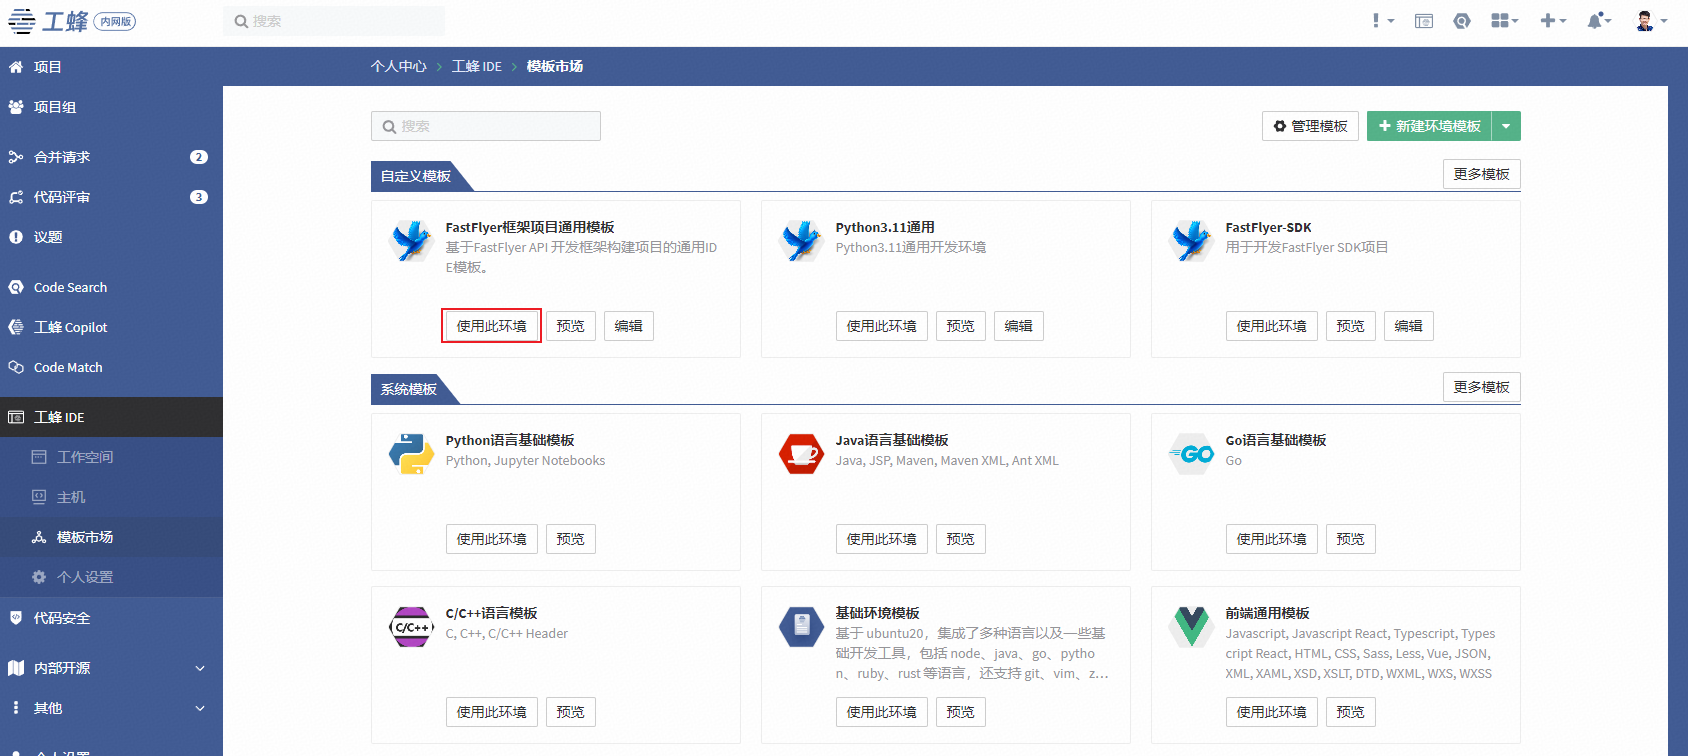 工蜂 内网版
搜索
项目
项目组
合并请求 2
代码评审 3
议题
Code Search
工蜂 Copilot
Code Match
工蜂 IDE
工作空间
主机
模板市场
个人设置
代码安全
内部开源
其他
个人中心 > 工蜂 IDE > 模板市场
搜索
管理模板
新建环境模板
自定义模板
更多模板
FastFlyer框架项目通用模板
基于FastFlyer API 开发框架构建项目的通用ID
E模板。
使用此环境 预览 编辑
Python3.11通用
Python3.11通用开发环境
使用此环境 预览 编辑
FastFlyer-SDK
用于开发FastFlyer SDK项目
使用此环境 预览 编辑
系统模板
更多模板
Python语言基础模板
Python, Jupyter Notebooks
使用此环境 预览
Java语言基础模板
Java, JSP, Maven, Maven XML, Ant XML
使用此环境 预览
GO
Go语言基础模板
Go
使用此环境 预览
C/C++
C/C++语言模板
C, C++, C/C++ Header
使用此环境 预览
基础环境模板
基于 ubuntu20，集成了多种语言以及一些基
础开发工具，包括 node、java、go、pytho
n、ruby、rust 等语言，还支持 git、vim、z...
使用此环境 预览
前端通用模板
Javascript, Javascript React, Typescript, Types
cript React, HTML, CSS, Sass, Less, Vue, JSON,
XML, XAML, XSD, XSLT, DTD, WXML, WXS, WXSS
使用此环境 预览